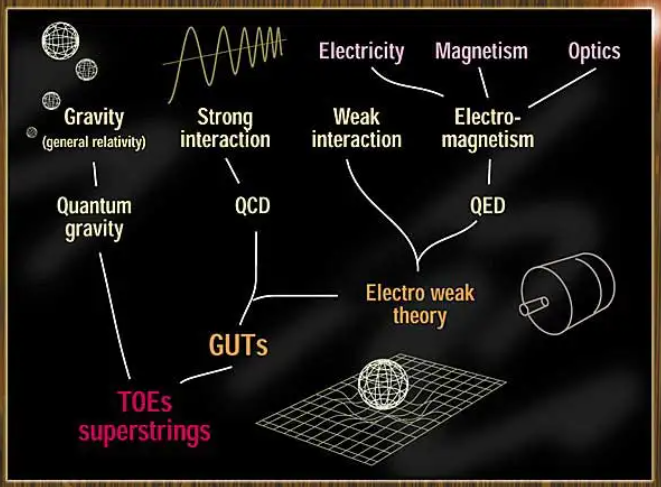 Electricity Magnetism Optics
Gravity
(general relativity)
Strong
interaction
Weak
interaction
Electro-
magnetism
Quantum
gravity
QCD
QED
Electro weak
theory
GUTs
TOEs
superstrings